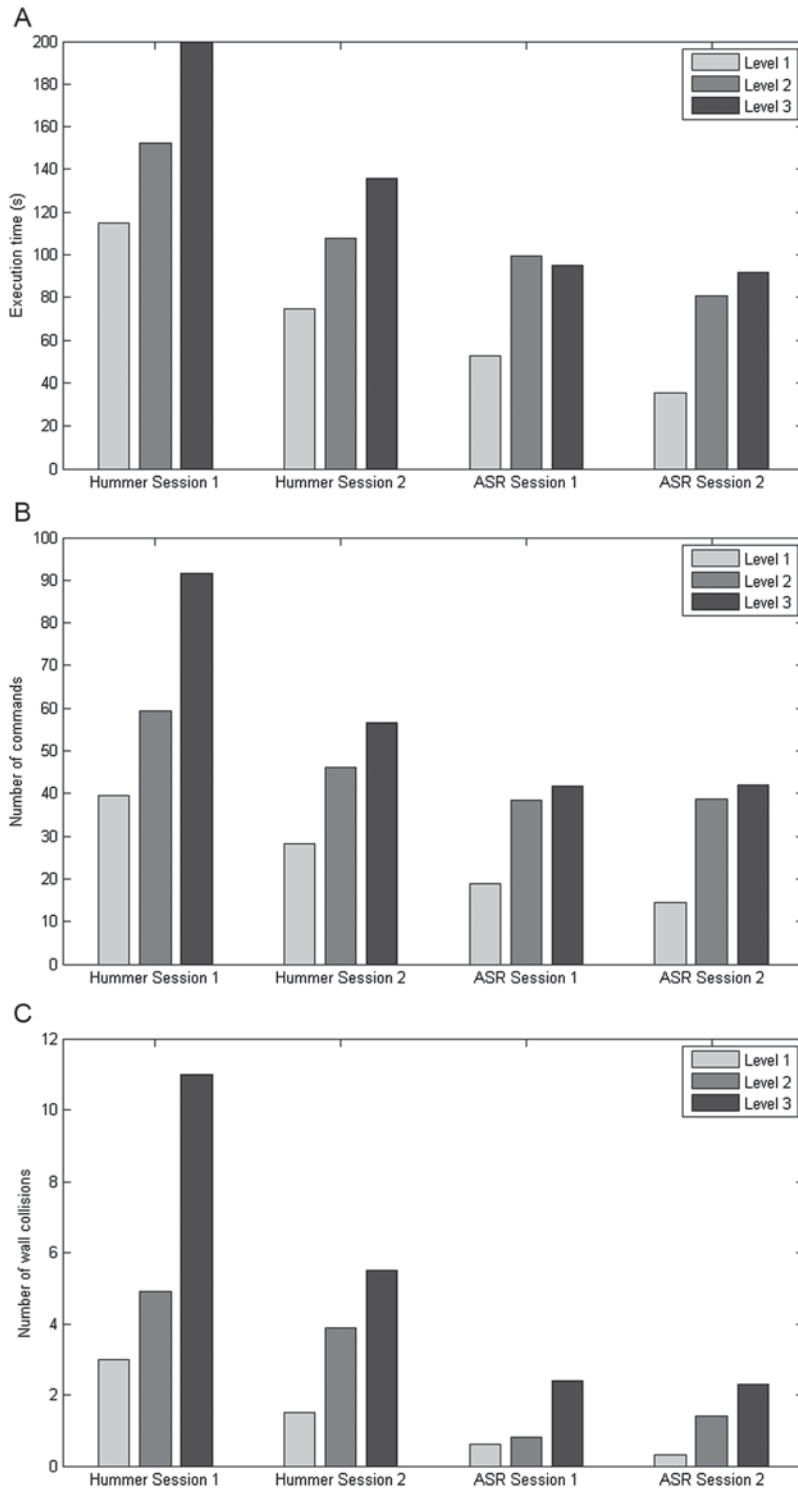 A
200
180
160
140
120
100
80
60
40
20
0
Execution time (s)
Level 1
Level 2
Level 3
Hummer Session 1
Hummer Session 2
ASR Session 1
ASR Session 2
B
100
90
80
70
60
50
40
30
20
10
0
Number of commands
Level 1
Level 2
Level 3
Hummer Session 1
Hummer Session 2
ASR Session 1
ASR Session 2
C
12
10
8
6
4
2
0
Number of wall collisions
Level 1
Level 2
Level 3
Hummer Session 1
Hummer Session 2
ASR Session 1
ASR Session 2